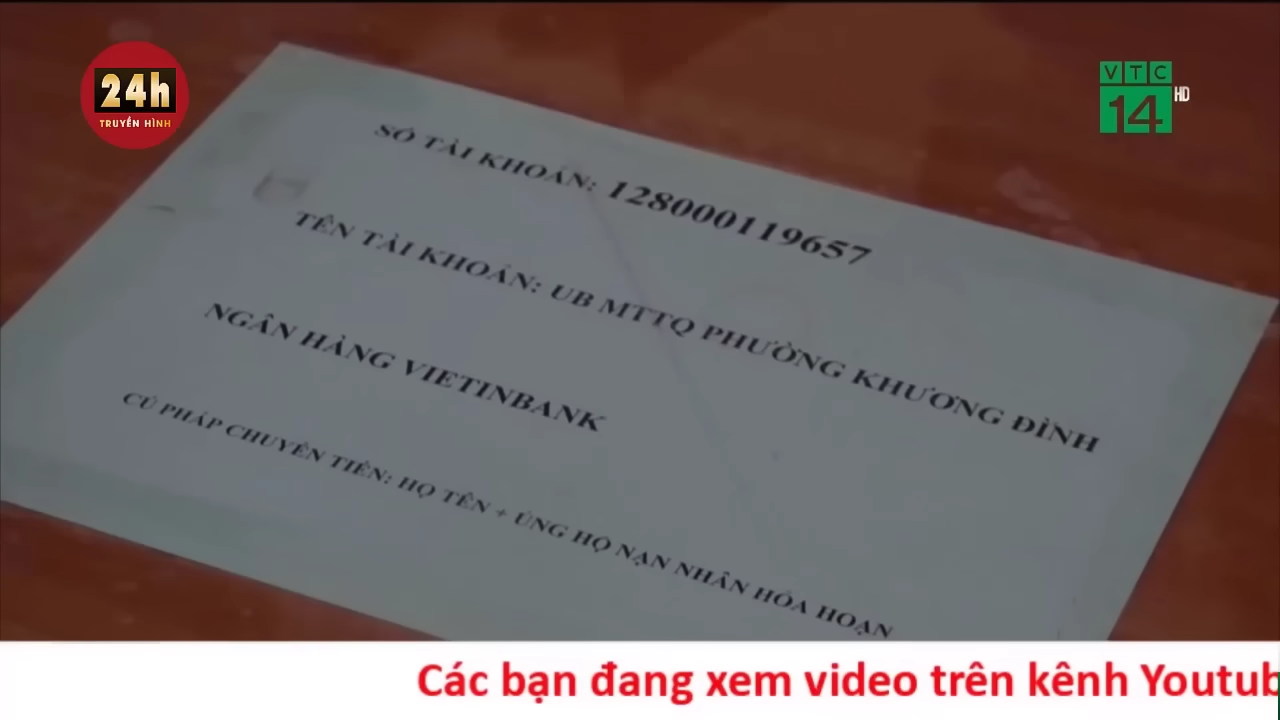 24h
TRUYỀN HÌNH
VTC
14
HD
SỐ TÀI KHOẢN: 128000119657
TÊN TÀI KHOẢN: UB MTTQ PHƯỜNG KHƯƠNG ĐÌNH
NGÂN HÀNG VIETINBANK
CÚ PHÁP CHUYỂN TIỀN: HỌ TÊN + ỦNG HỘ NẠN NHÂN HỎA HOẠN
Các bạn đang xem video trên kênh Youtub